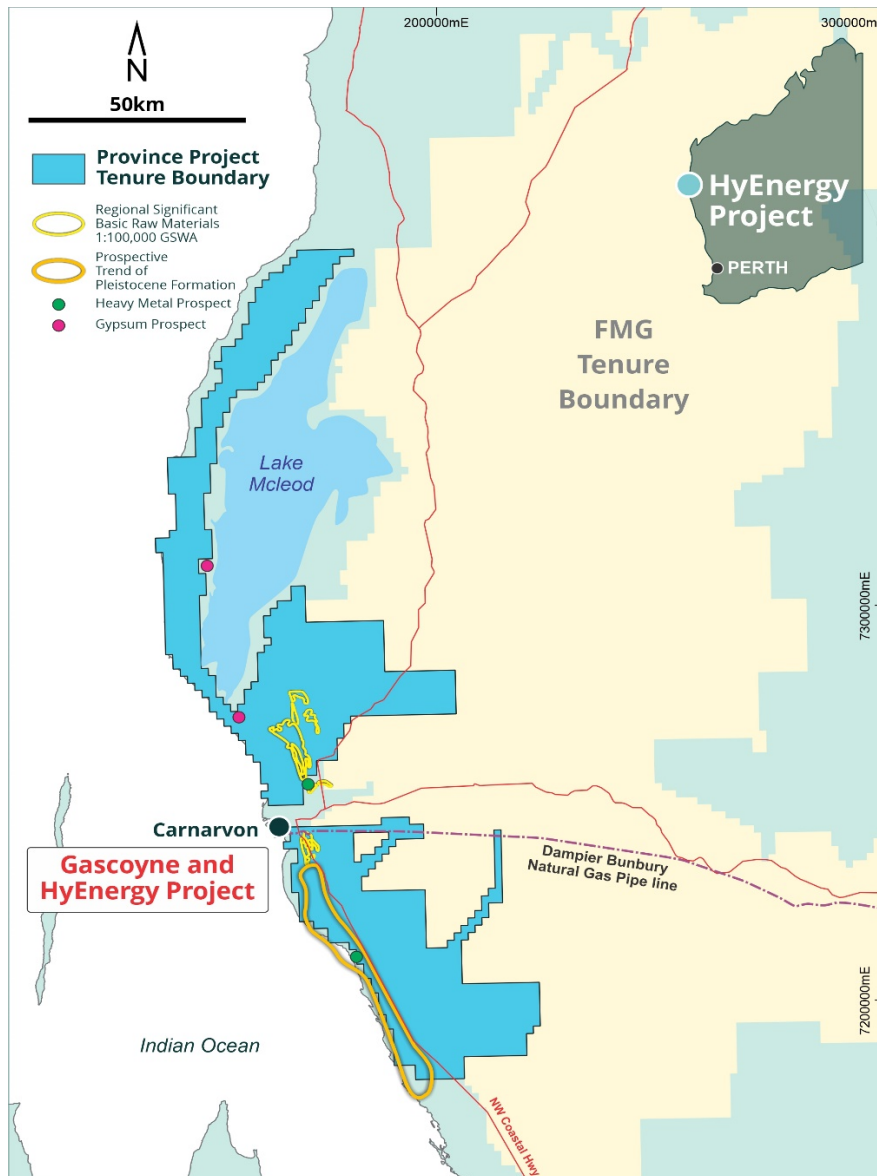 200000mE
300000mE
N
50km
Province Project
Tenure Boundary
Regional Significant
Basic Raw Materials
1:100,000 GSWA
Prospective
Trend of
Pleistocene Formation
Heavy Metal Prospect
Gypsum Prospect
HyEnergy
Project
PERTH
FMG
Tenure
Boundary
Lake
Mcleod
7300000mE
Carnarvon
Gascoyne and
HyEnergy Project
Dampier Bunbury
Natural Gas Pipe line
7200000mE
Indian Ocean
NW Coastal Hwy